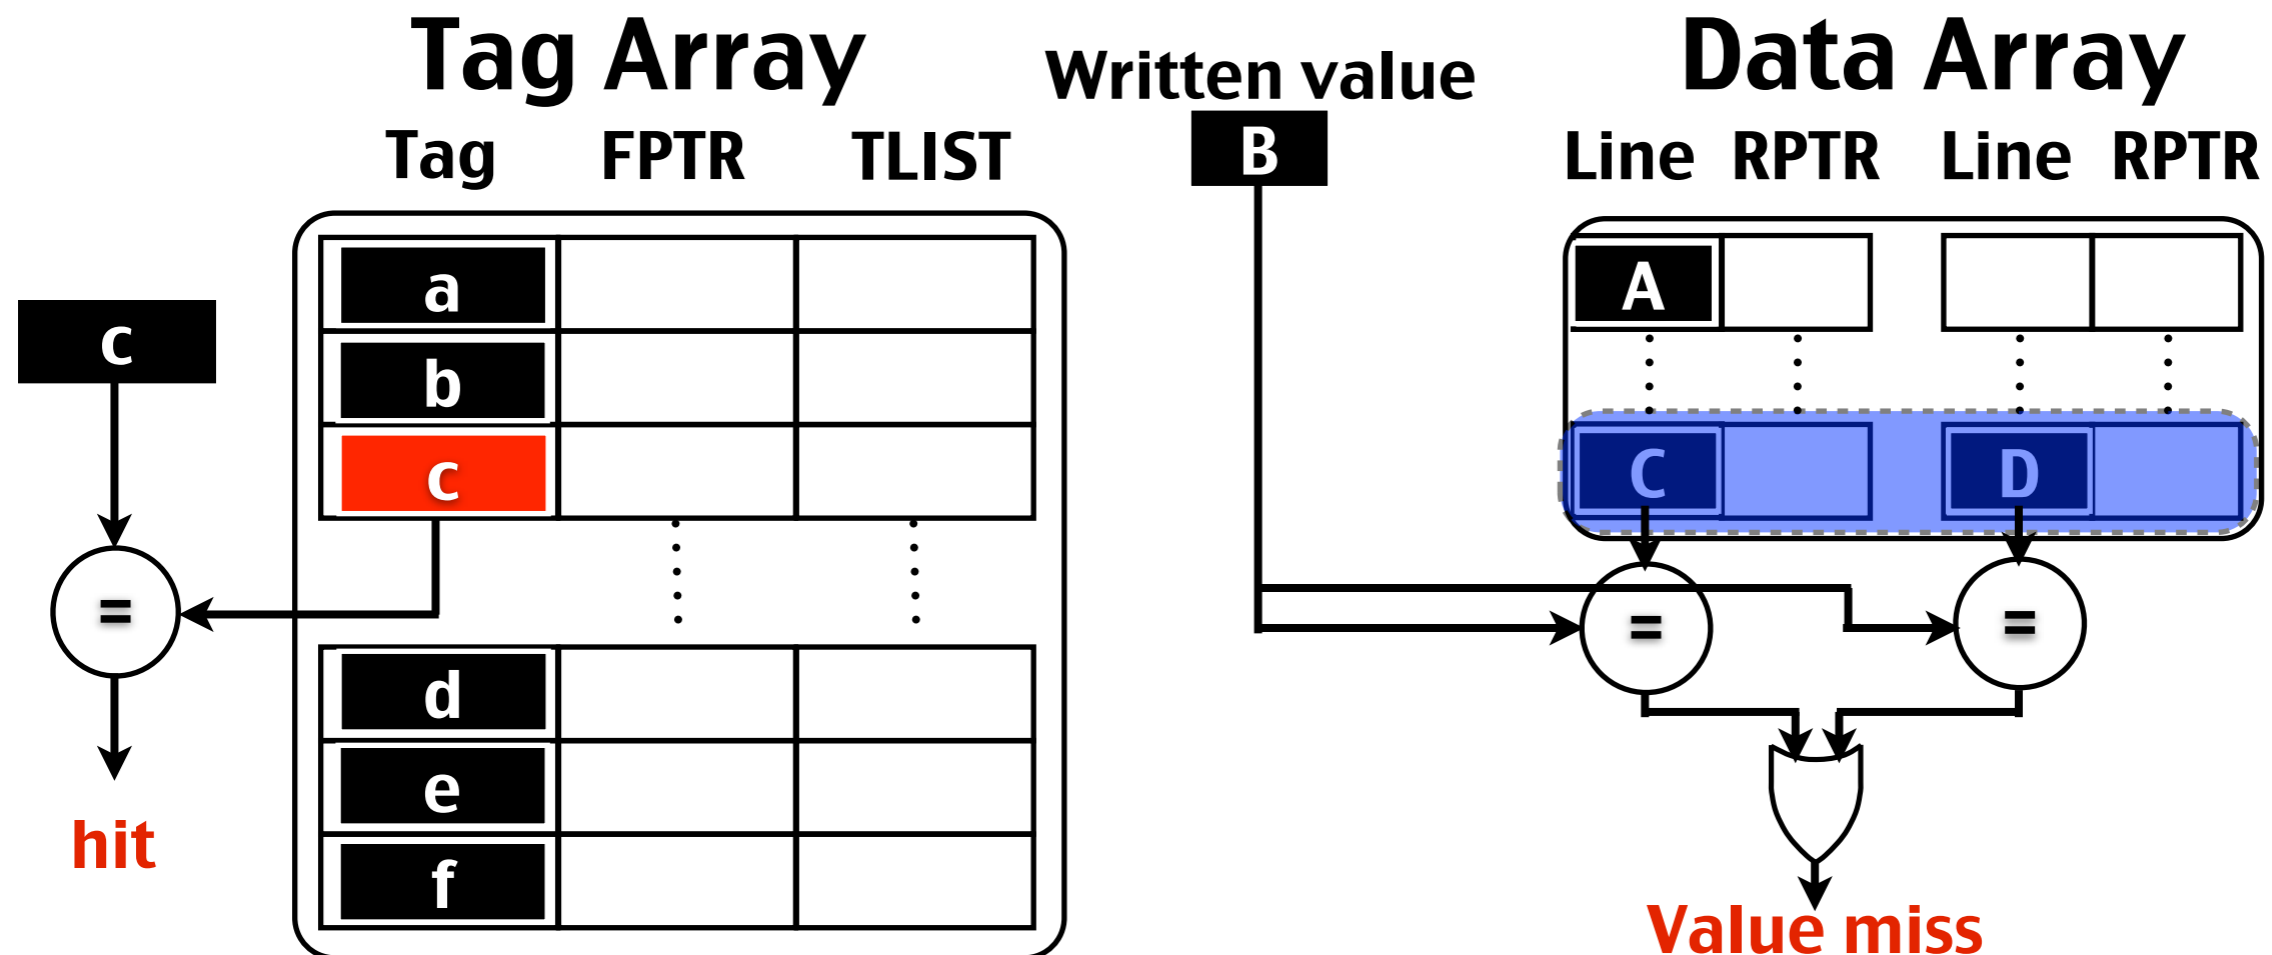 Tag Array
Written value
Data Array
Tag FPTR TLIST
B
Line RPTR Line RPTR
a
A
c
b
c
C
D
=
=
=
d
e
hit
f
Value miss